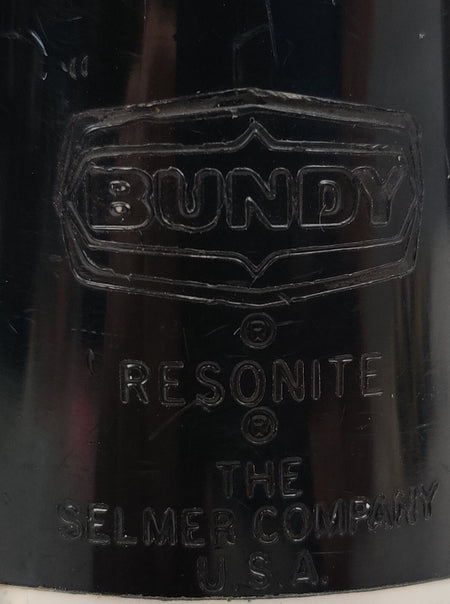 BUNDY
®
RESONITE
®
THE
SELMER COMPANY
U.S.A.